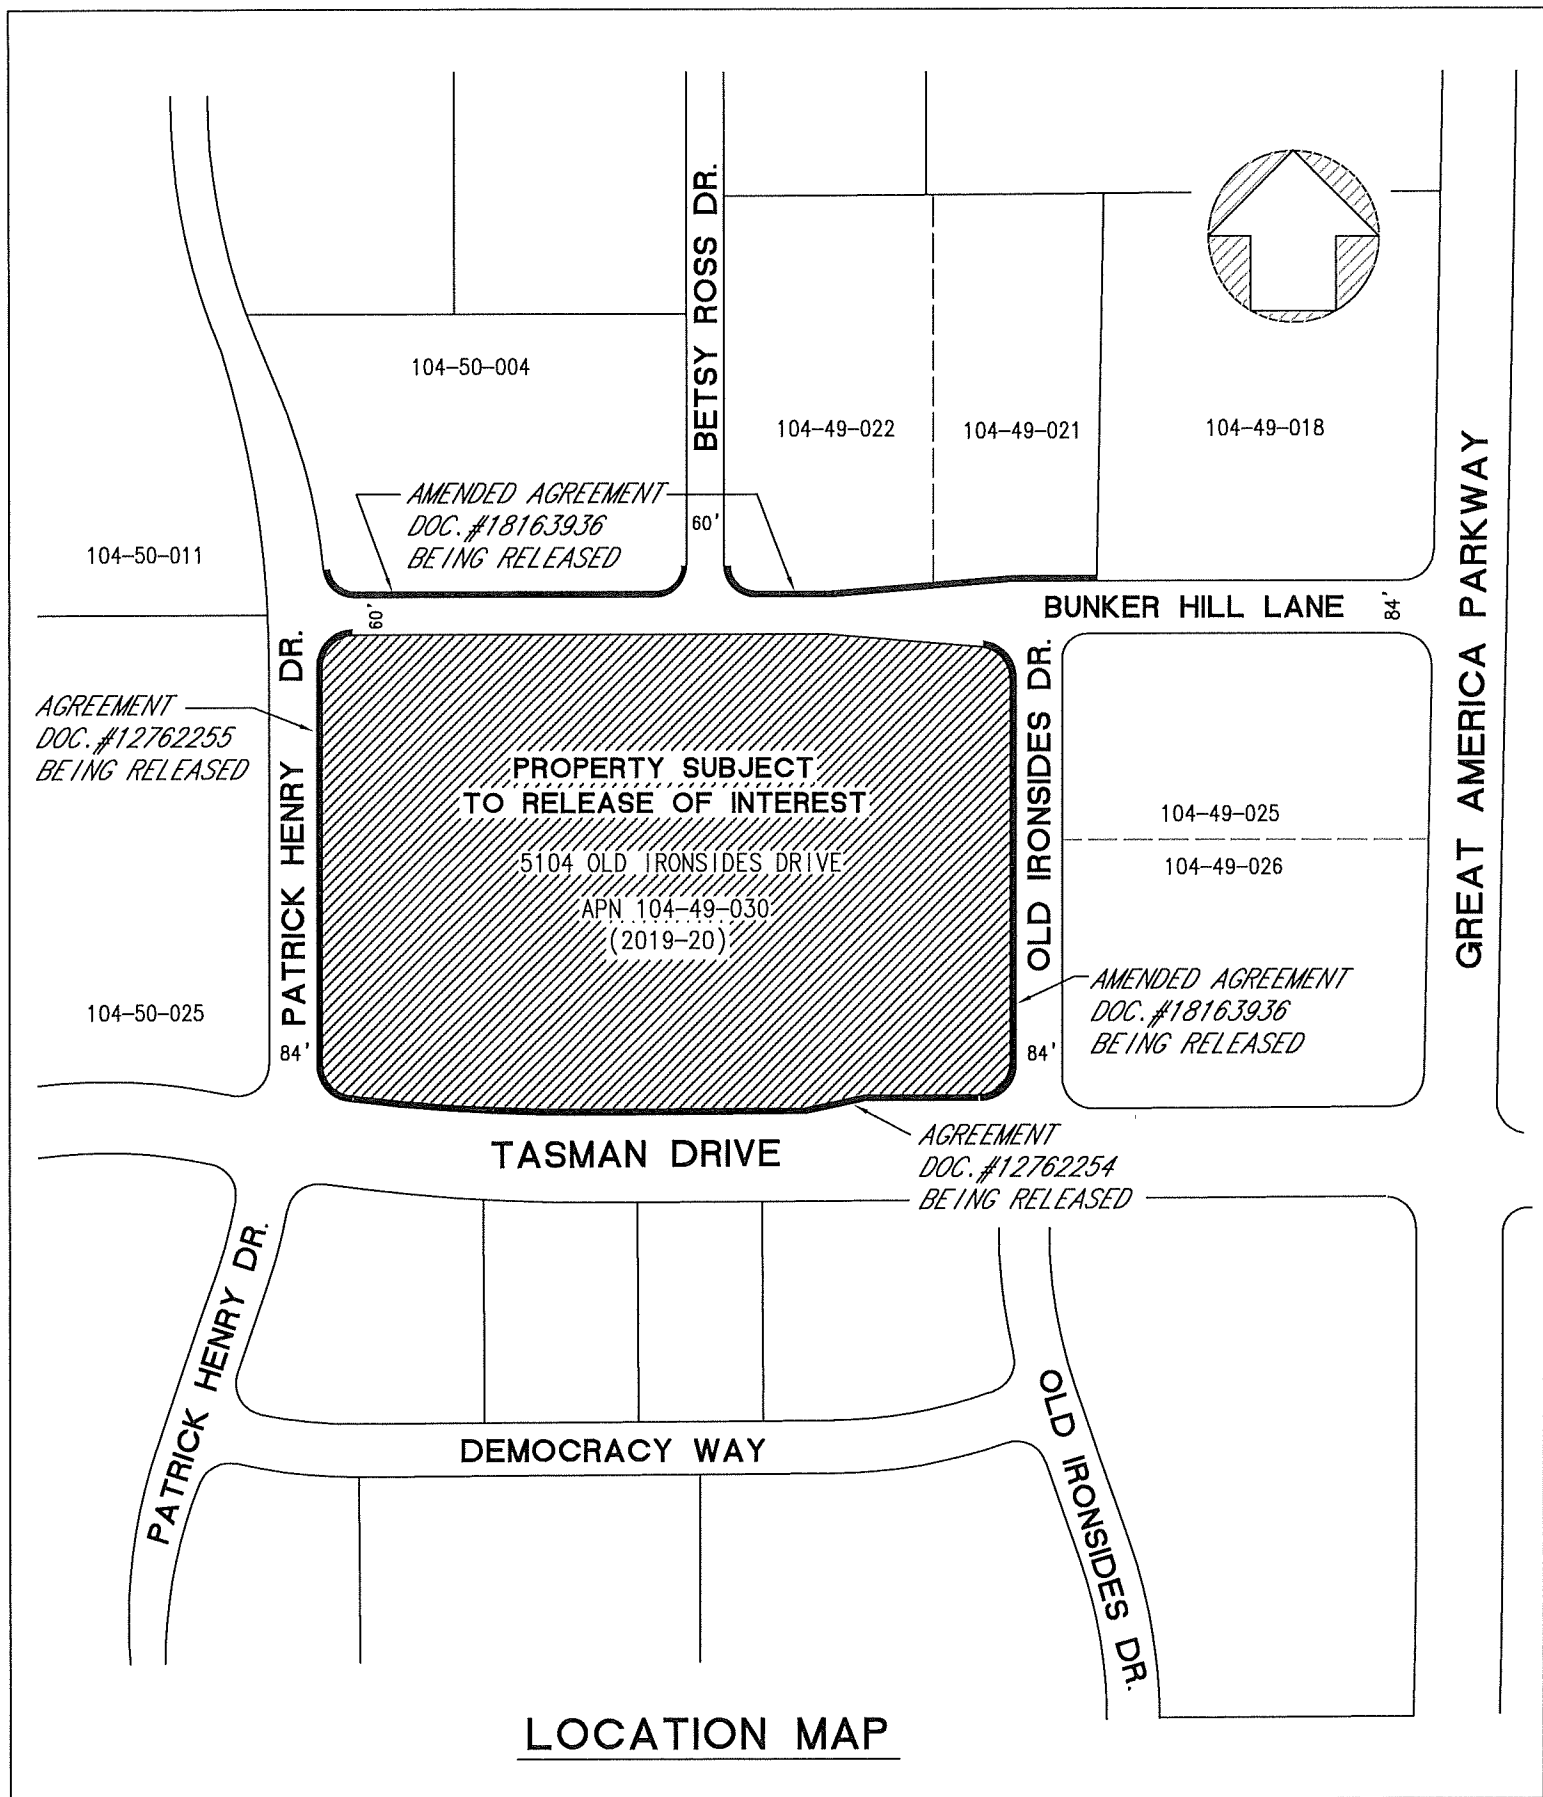 BETSY ROSS DR.
104-50-004
104-49-022
104-49-021
104-49-018
GREAT AMERICA PARKWAY
AMENDED AGREEMENT
DOC.#18163936
BEING RELEASED
60'
104-50-011
60'
BUNKER HILL LANE
84'
PATRICK HENRY DR.
AGREEMENT
DOC.#12762255
BEING RELEASED
OLD IRONSIDES DR.
PROPERTY SUBJECT
TO RELEASE OF INTEREST
5104 OLD IRONSIDES DRIVE
APN 104-49-030
(2019-20)
104-49-025
104-49-026
104-50-025
AMENDED AGREEMENT
DOC.#18163936
BEING RELEASED
84'
84'
TASMAN DRIVE
AGREEMENT
DOC.#12762254
BEING RELEASED
PATRICK HENRY DR.
DEMOCRACY WAY
OLD IRONSIDES DR.
LOCATION MAP